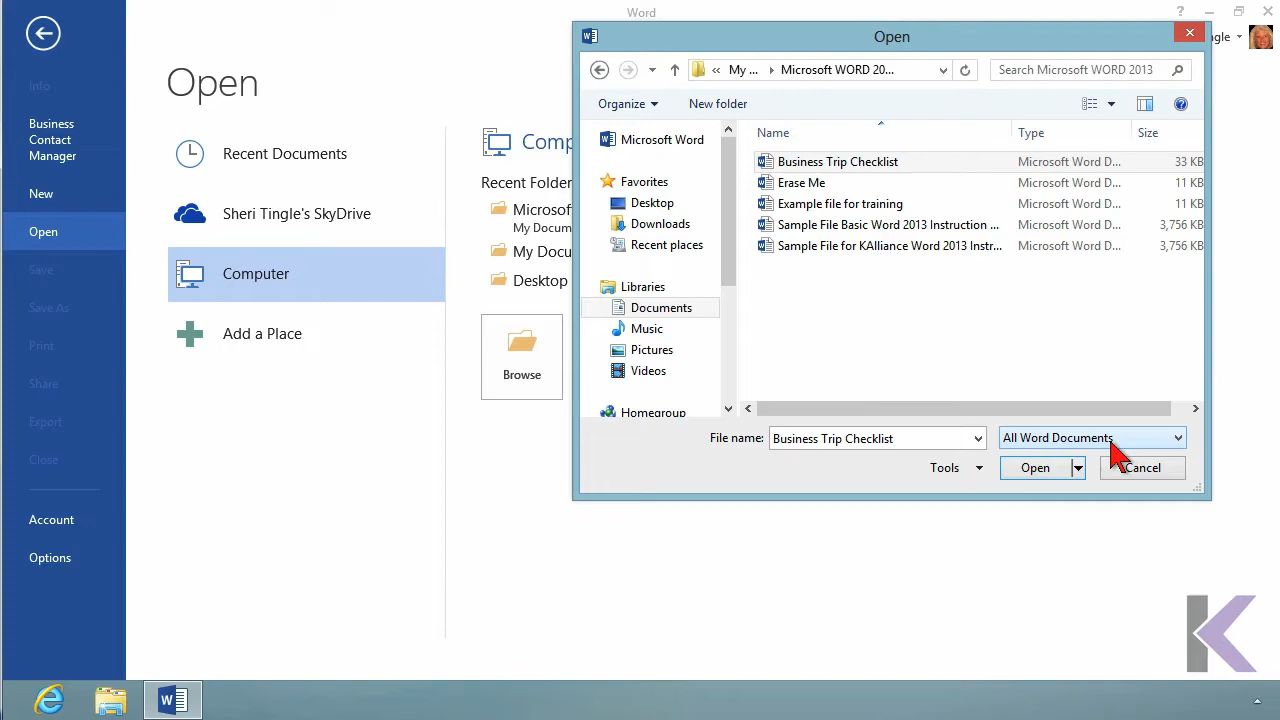 Word
?
gle
Open
Info
Business
Contact
Manager
New
Open
Save
Save As
Print
Share
Export
Close
Account
Options
Recent Documents
Sheri Tingle's SkyDrive
Computer
Add a Place
Comp
Recent Folder
Microsof
My Docum
My Docu
Desktop
Browse
Open
«
My ...
Microsoft WORD 20...
Search Microsoft WORD 2013
Organize
New folder
Microsoft Word
Favorites
Desktop
Downloads
Recent places
Libraries
Documents
Music
Pictures
Videos
Homegroup
Name Type Size
Business Trip Checklist Microsoft Word D... 33 KB
Erase Me Microsoft Word D... 11 KB
Example file for training Microsoft Word D... 11 KB
Sample File Basic Word 2013 Instruction ... Microsoft Word D... 3,756 KB
Sample File for KAlliance Word 2013 Instr... Microsoft Word D... 3,756 KB
File name: Business Trip Checklist All Word Documents
Tools Open Cancel
K